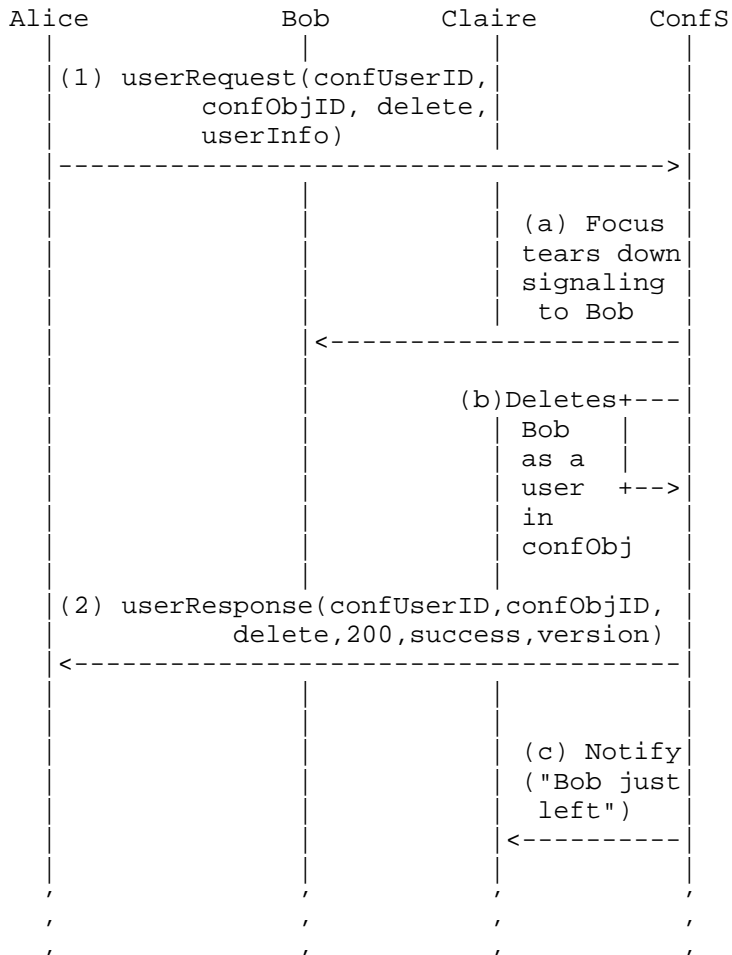 Alice Bob Claire ConfS
(1) userRequest(confUserID,
confObjID, delete,
userInfo)
(a) Focus
tears down
signaling
to Bob
(b)Deletes
Bob
as a
user
in
confObj
(2) userResponse(confUserID,confObjID,
delete,200,success,version)
(c) Notify
("Bob just
left")